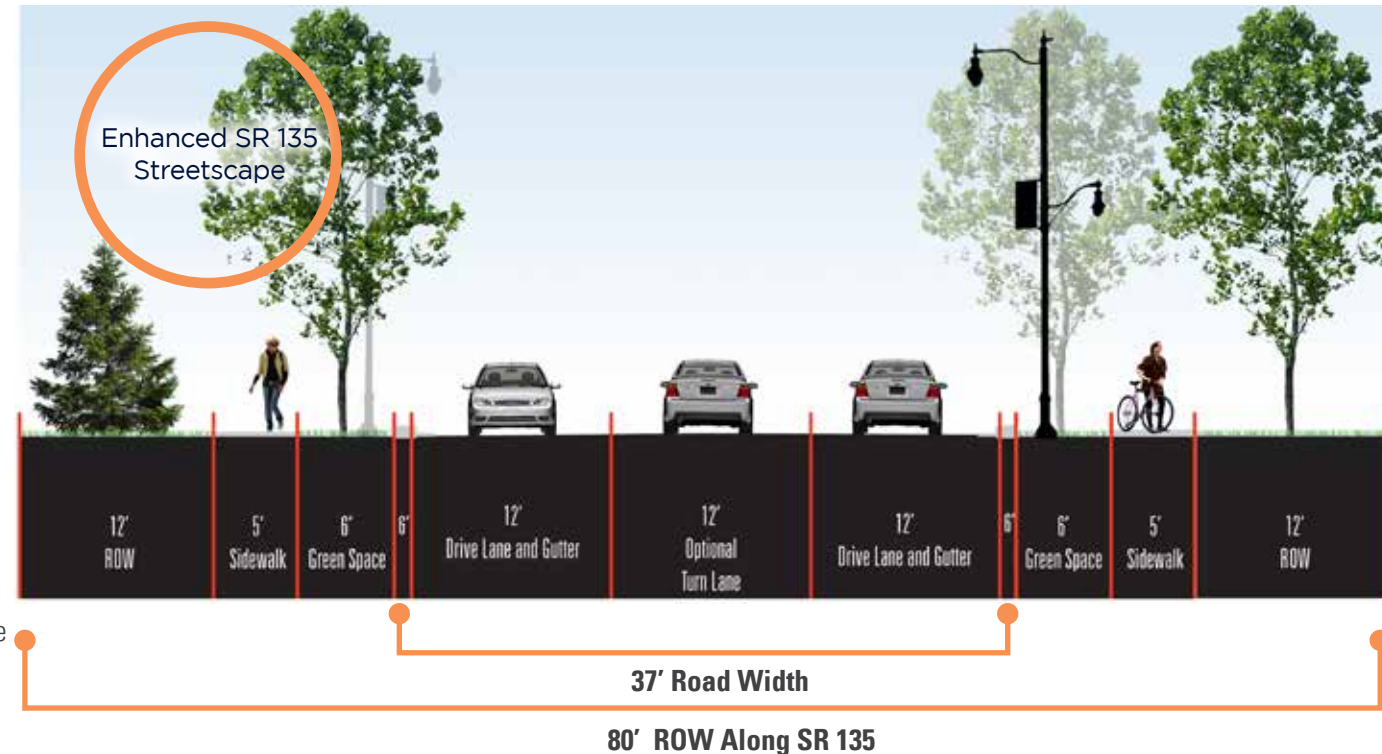 Enhanced SR 135
Streetscape
12'
ROW
5'
Sidewalk
6'
Green Space
6"
12'
Drive Lane and Gutter
12'
Optional
Turn Lane
12'
Drive Lane and Gutter
6"
6'
Green Space
5'
Sidewalk
12'
ROW
e
37' Road Width
80' ROW Along SR 135